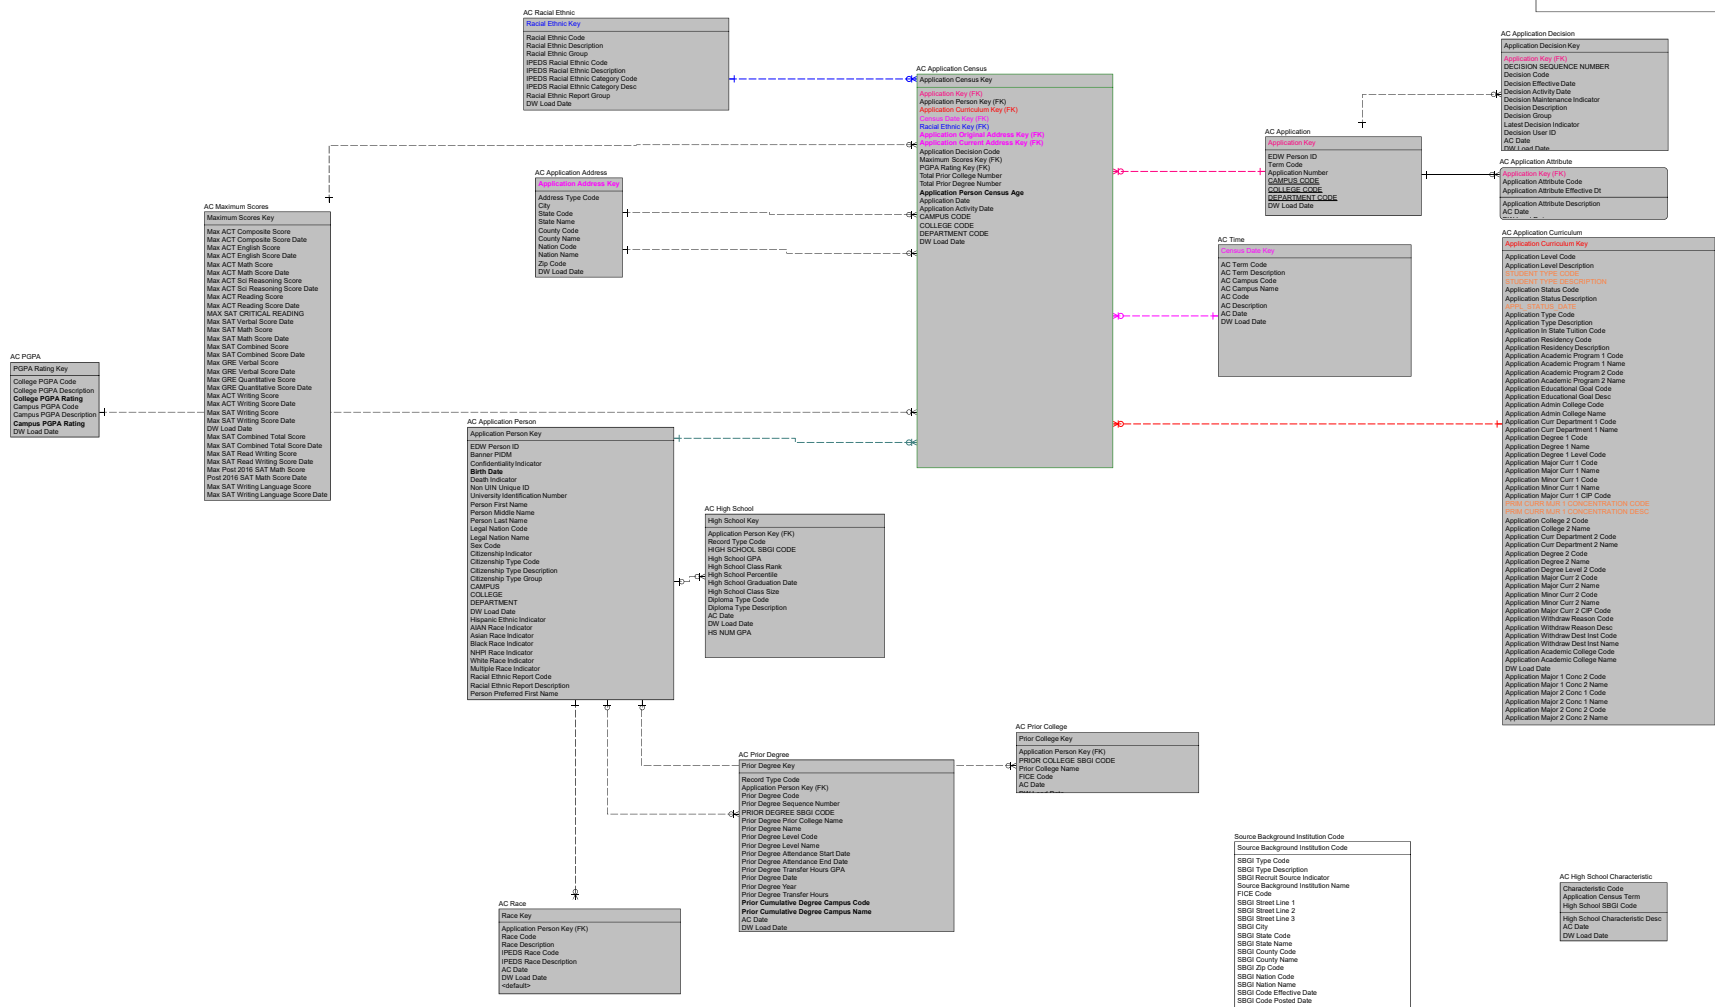 AC Racial Ethnic
Racial Ethnic Key
Racial Ethnic Code
Racial Ethnic Description
Racial Ethnic Group
IPEDS Racial Ethnic Code
IPEDS Racial Ethnic Description
IPEDS Racial Ethnic Category Code
IPEDS Racial Ethnic Category Desc
Racial Ethnic Report Group
DW Load Date
AC Application Census
Application Census Key
Application Key (FK)
Application Person Key (FK)
Application Curriculum Key (FK)
Census Date Key (FK)
Racial Ethnic Key (FK)
Application Original Address Key (FK)
Application Current Address Key (FK)
Application Decision Code
Maximum Scores Key (FK)
PGPA Rating Key (FK)
Total Prior College Number
Total Prior Degree Number
Application Person Census Age
Application Date
Application Activity Date
CAMPUS CODE
COLLEGE CODE
DEPARTMENT CODE
DW Load Date
AC Application Decision
Application Decision Key
Application Key (FK)
DECISION SEQUENCE NUMBER
Decision Code
Decision Effective Date
Decision Activity Date
Decision Maintenance Indicator
Decision Description
Decision Group
Latest Decision Indicator
Decision User ID
AC Date
DW Load Date
AC Application
Application Key
EDW Person ID
Term Code
Application Number
CAMPUS CODE
COLLEGE CODE
DEPARTMENT CODE
DW Load Date
AC Application Attribute
Application Key (FK)
Application Attribute Code
Application Attribute Effective Dt
Application Attribute Description
AC Date
AC Application Address
Application Address Key
Address Type Code
City
State Code
State Name
County Code
County Name
Nation Code
Nation Name
Zip Code
DW Load Date
AC Maximum Scores
Maximum Scores Key
Max ACT Composite Score
Max ACT Composite Score Date
Max ACT English Score
Max ACT English Score Date
Max ACT Math Score
Max ACT Math Score Date
Max ACT Sci Reasoning Score
Max ACT Sci Reasoning Score Date
Max ACT Reading Score
Max ACT Reading Score Date
MAX SAT CRITICAL READING
Max SAT Verbal Score Date
Max SAT Math Score
Max SAT Math Score Date
Max SAT Combined Score
Max SAT Combined Score Date
Max GRE Verbal Score
Max GRE Verbal Score Date
Max GRE Quantitative Score
Max GRE Quantitative Score Date
Max ACT Writing Score
Max ACT Writing Score Date
Max SAT Writing Score
Max SAT Writing Score Date
DW Load Date
Max SAT Combined Total Score
Max SAT Combined Total Score Date
Max SAT Read Writing Score
Max SAT Read Writing Score Date
Max Post 2016 SAT Math Score
Post 2016 SAT Math Score Date
Max SAT Writing Language Score
Max SAT Writing Language Score Date
AC Time
Census Date Key
AC Term Code
AC Term Description
AC Campus Code
AC Campus Name
AC Code
AC Description
AC Date
DW Load Date
AC Application Curriculum
Application Curriculum Key
Application Level Code
Application Level Description
STUDENT TYPE CODE
STUDENT TYPE DESCRIPTION
Application Status Code
Application Status Description
APPL_STATUS_DATE
Application Type Code
Application Type Description
Application In State Tuition Code
Application Residency Code
Application Residency Description
Application Academic Program 1 Code
Application Academic Program 1 Name
Application Academic Program 2 Code
Application Academic Program 2 Name
Application Educational Goal Code
Application Educational Goal Desc
Application Admin College Code
Application Admin College Name
Application Curr Department 1 Code
Application Curr Department 1 Name
Application Degree 1 Code
Application Degree 1 Name
Application Degree 1 Level Code
Application Major Curr 1 Code
Application Major Curr 1 Name
Application Minor Curr 1 Code
Application Minor Curr 1 Name
Application Major Curr 1 CIP Code
PRIM CURR MJR 1 CONCENTRATION CODE
PRIM CURR MJR 1 CONCENTRATION DESC
Application College 2 Code
Application College 2 Name
Application Curr Department 2 Code
Application Curr Department 2 Name
Application Degree 2 Code
Application Degree 2 Name
Application Degree Level 2 Code
Application Major Curr 2 Code
Application Major Curr 2 Name
Application Minor Curr 2 Code
Application Minor Curr 2 Name
Application Major Curr 2 CIP Code
Application Withdraw Reason Code
Application Withdraw Reason Desc
Application Withdraw Dest Inst Code
Application Withdraw Dest Inst Name
Application Academic College Code
Application Academic College Name
DW Load Date
Application Major 1 Conc 2 Code
Application Major 1 Conc 2 Name
Application Major 2 Conc 1 Code
Application Major 2 Conc 1 Name
Application Major 2 Conc 2 Code
Application Major 2 Conc 2 Name
AC PGPA
PGPA Rating Key
College PGPA Code
College PGPA Description
College PGPA Rating
Campus PGPA Code
Campus PGPA Description
Campus PGPA Rating
DW Load Date
AC Application Person
Application Person Key
EDW Person ID
Banner PIDM
Confidentiality Indicator
Birth Date
Death Indicator
Non UIN Unique ID
University Identification Number
Person First Name
Person Middle Name
Person Last Name
Legal Nation Code
Legal Nation Name
Sex Code
Citizenship Indicator
Citizenship Type Code
Citizenship Type Description
Citizenship Type Group
CAMPUS
COLLEGE
DEPARTMENT
DW Load Date
Hispanic Ethnic Indicator
AIAN Race Indicator
Asian Race Indicator
Black Race Indicator
NHPI Race Indicator
White Race Indicator
Multiple Race Indicator
Racial Ethnic Report Code
Racial Ethnic Report Description
Person Preferred First Name
AC High School
High School Key
Application Person Key (FK)
Record Type Code
HIGH SCHOOL SBGI CODE
High School GPA
High School Class Rank
High School Percentile
High School Graduation Date
High School Class Size
Diploma Type Code
Diploma Type Description
AC Date
DW Load Date
HS NUM GPA
AC Prior College
Prior College Key
Application Person Key (FK)
PRIOR COLLEGE SBGI CODE
Prior College Name
FICE Code
AC Date
AC Prior Degree
Prior Degree Key
Record Type Code
Application Person Key (FK)
Prior Degree Code
Prior Degree Sequence Number
PRIOR DEGREE SBGI CODE
Prior Degree Prior College Name
Prior Degree Name
Prior Degree Level Code
Prior Degree Level Name
Prior Degree Attendance Start Date
Prior Degree Attendance End Date
Prior Degree Transfer Hours GPA
Prior Degree Date
Prior Degree Year
Prior Degree Transfer Hours
Prior Cumulative Degree Campus Code
Prior Cumulative Degree Campus Name
AC Date
DW Load Date
AC Race
Race Key
Application Person Key (FK)
Race Code
Race Description
IPEDS Race Code
IPEDS Race Description
AC Date
DW Load Date
<default>
Source Background Institution Code
Source Background Institution Code
SBGI Type Code
SBGI Type Description
SBGI Recruit Source Indicator
Source Background Institution Name
FICE Code
SBGI Street Line 1
SBGI Street Line 2
SBGI Street Line 3
SBGI City
SBGI State Code
SBGI State Name
SBGI County Code
SBGI County Name
SBGI Zip Code
SBGI Nation Code
SBGI Nation Name
SBGI Code Effective Date
SBGI Code Posted Date
AC High School Characteristic
Characteristic Code
Application Census Term
High School SBGI Code
High School Characteristic Desc
AC Date
DW Load Date